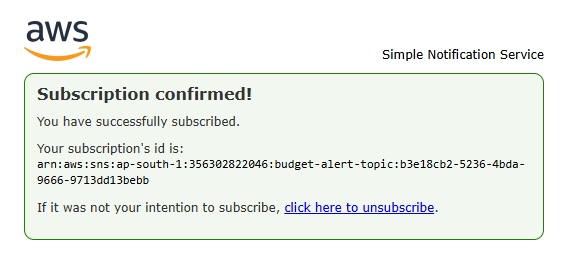 aws
Simple Notification Service
Subscription confirmed!
You have successfully subscribed.
Your subscription's id is:
arn:aws:sns:ap-south-1:356302822046:budget-alert-topic:b3e18cb2-5236-4bda-
9666-9713dd13bebb
If it was not your intention to subscribe, click here to unsubscribe.